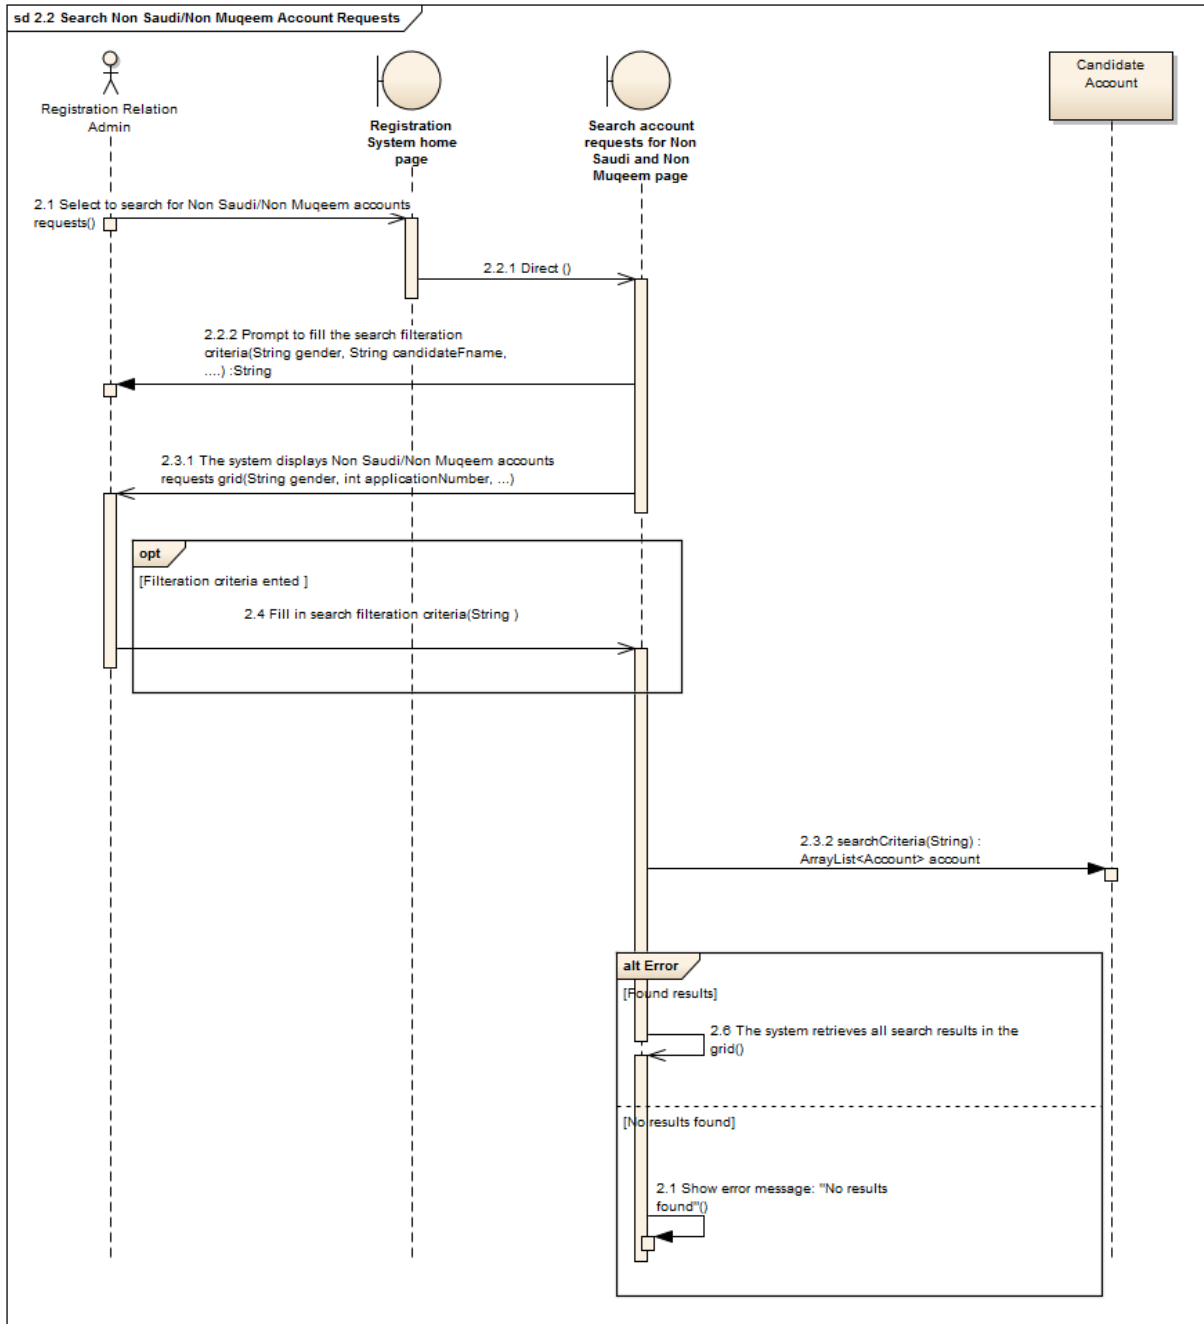 sd 2.2 Search Non Saudi/Non Muqeem Account Requests
Registration Relation
Admin
Registration
System home
page
Search account
requests for Non
Saudi and Non
Muqeem page
Candidate
Account
2.1 Select to search for Non Saudi/Non Muqeem accounts
requests()
2.2.1 Direct ()
2.2.2 Prompt to fill the search filteration
criteria(String gender, String candidateFname,
....) :String
2.3.1 The system displays Non Saudi/Non Muqeem accounts
requests grid(String gender, int applicationNumber, ...)
opt
[Filteration criteria ented ]
2.4 Fill in search filteration criteria(String )
2.3.2 searchCriteria(String) :
ArrayList<Account> account
alt Error
[Found results]
2.6 The system retrieves all search results in the
grid()
[No results found]
2.1 Show error message: "No results
found"()